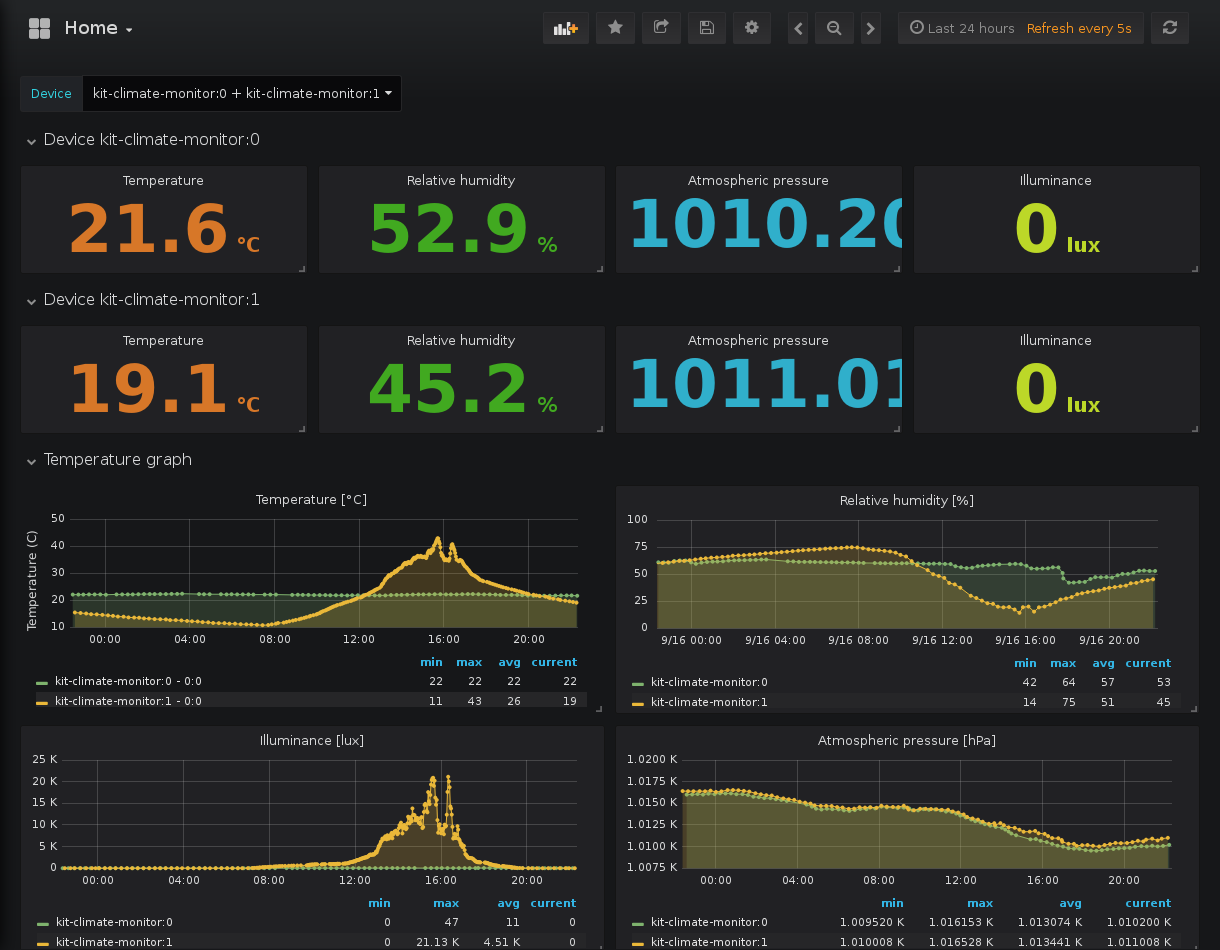 Home
Last 24 hours Refresh every 5s
Device kit-climate-monitor:0 + kit-climate-monitor:1
Device kit-climate-monitor:0
Temperature Relative humidity Atmospheric pressure Illuminance
21.6 °C 52.9 % 1010.20 0 lux
Device kit-climate-monitor:1
Temperature Relative humidity Atmospheric pressure Illuminance
19.1 °C 45.2 % 1011.01 0 lux
Temperature graph
Temperature [°C]
Temperature (C)
50
40
30
20
10
00:00 04:00 08:00 12:00 16:00 20:00
min max avg current
kit-climate-monitor:0 - 0:0 22 22 22 22
kit-climate-monitor:1 - 0:0 11 43 26 19
Relative humidity [%]
100
75
50
25
0
9/16 00:00 9/16 04:00 9/16 08:00 9/16 12:00 9/16 16:00 9/16 20:00
min max avg current
kit-climate-monitor:0 42 64 57 53
kit-climate-monitor:1 14 75 51 45
Illuminance [lux]
25 K
20 K
15 K
10 K
5 K
0
00:00 04:00 08:00 12:00 16:00 20:00
min max avg current
kit-climate-monitor:0 0 47 11 0
kit-climate-monitor:1 0 21.13 K 4.51 K 0
Atmospheric pressure [hPa]
1.0200 K
1.0175 K
1.0150 K
1.0125 K
1.0100 K
1.0075 K
00:00 04:00 08:00 12:00 16:00 20:00
min max avg current
kit-climate-monitor:0 1.009520 K 1.016153 K 1.013074 K 1.010200 K
kit-climate-monitor:1 1.010008 K 1.016528 K 1.013441 K 1.011008 K